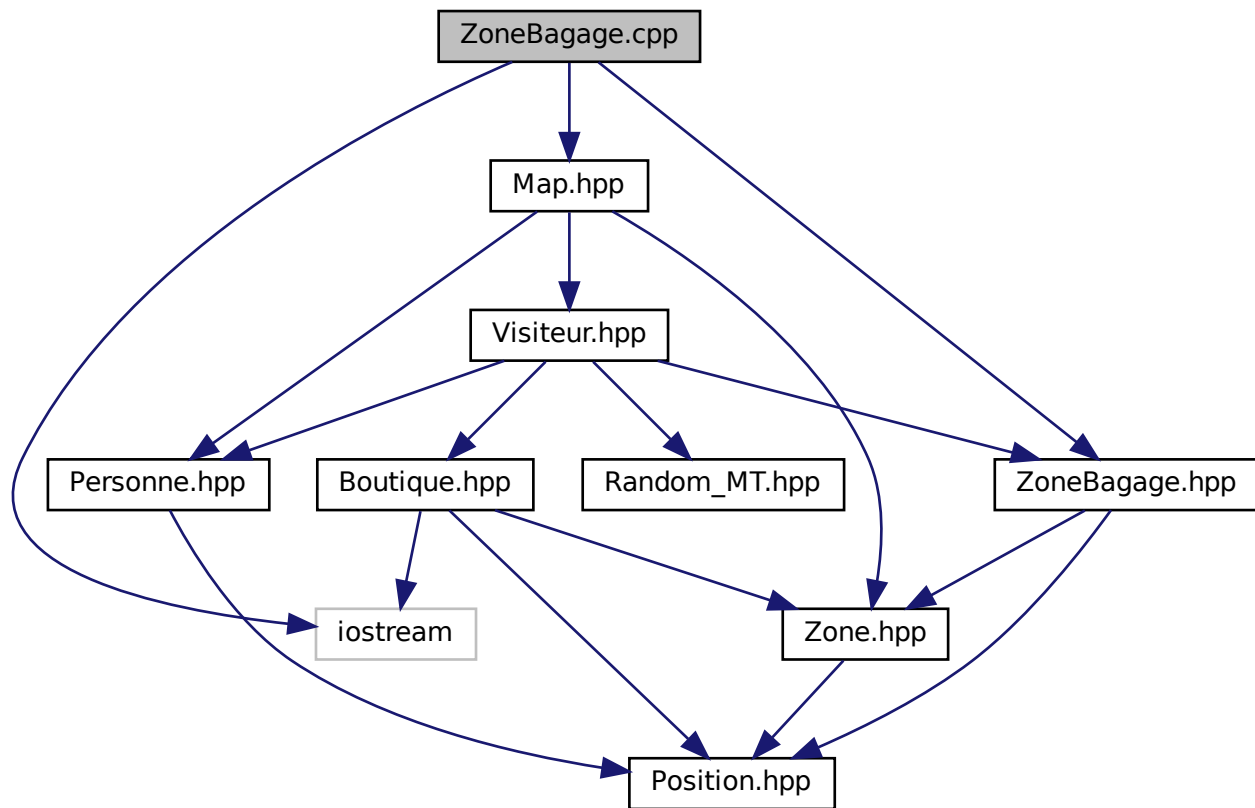 ZoneBagage.cpp
Map.hpp
Visiteur.hpp
Personne.hpp
Boutique.hpp
Random_MT.hpp
ZoneBagage.hpp
iostream
Zone.hpp
Position.hpp